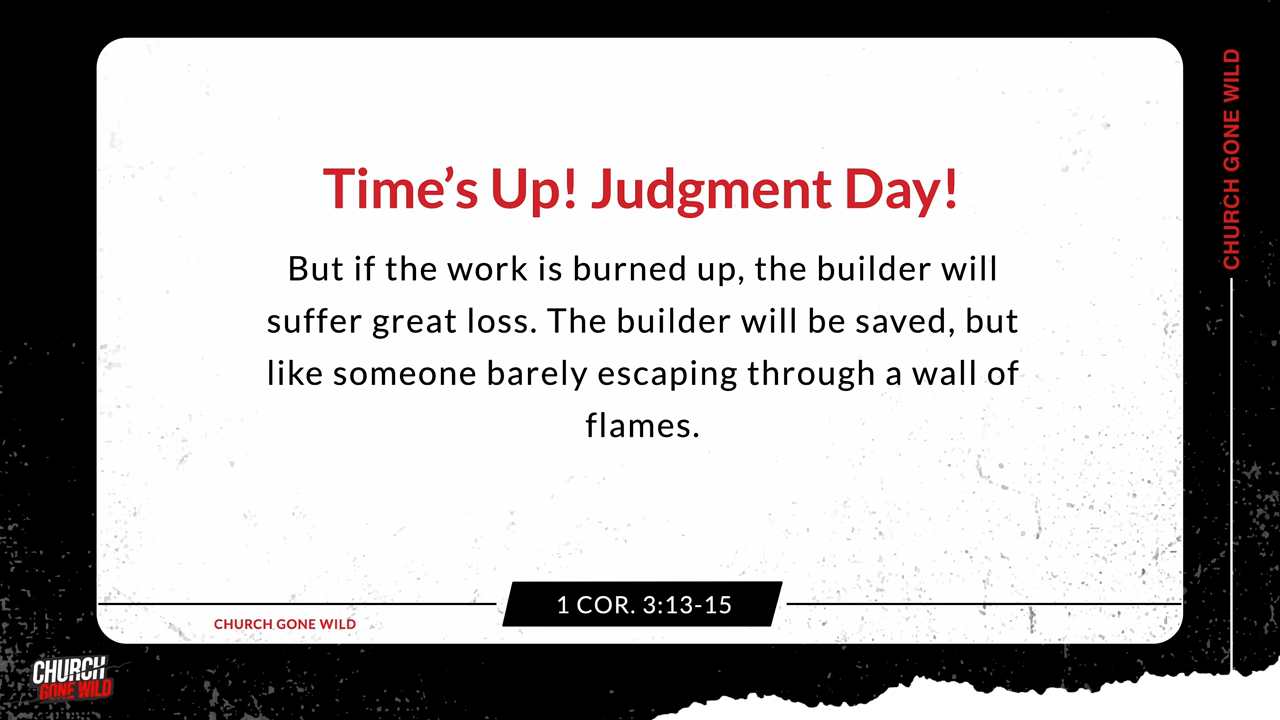 CHURCH GONE WILD
Time’s Up! Judgment Day!
But if the work is burned up, the builder will
suffer great loss. The builder will be saved, but
like someone barely escaping through a wall of
flames.
1 COR. 3:13-15
CHURCH GONE WILD
CHURCH
GONE WILD